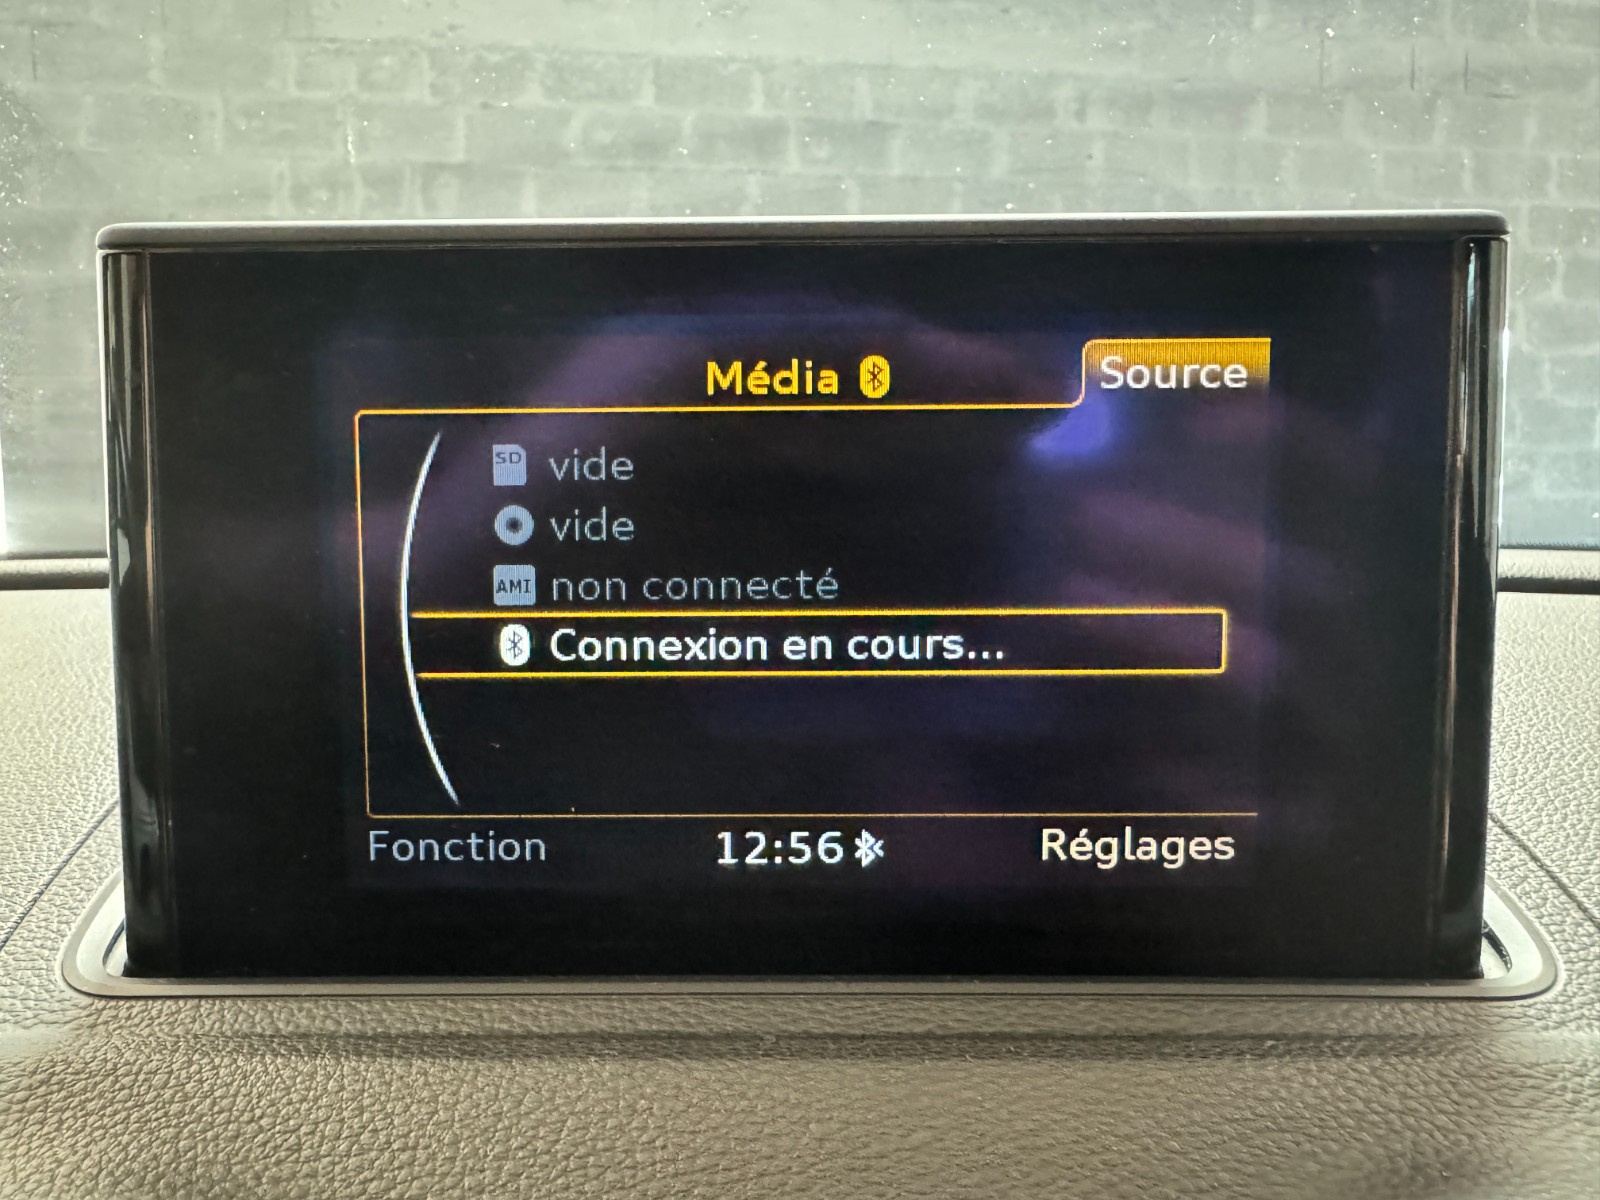 Média
Source
SD vide
vide
AMI non connecté
Connexion en cours...
Fonction 12:56 Réglages